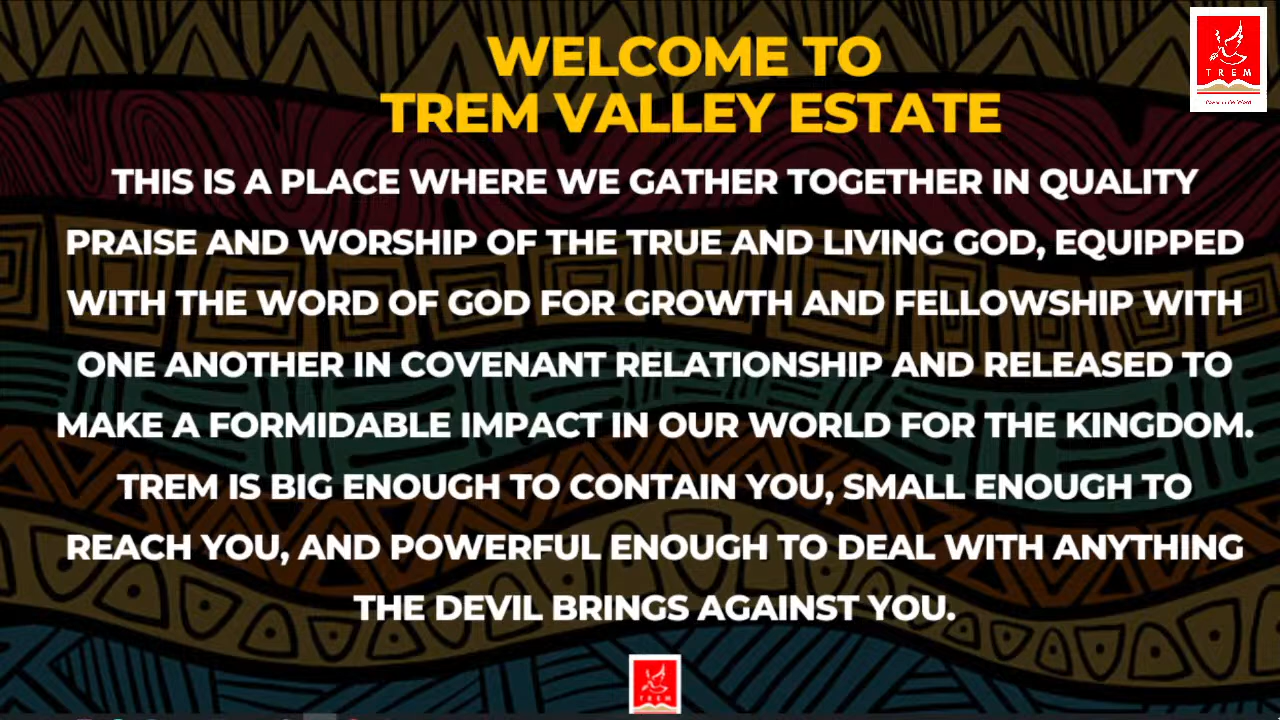 WELCOME TO
TREM VALLEY ESTATE
THIS IS A PLACE WHERE WE GATHER TOGETHER IN QUALITY
PRAISE AND WORSHIP OF THE TRUE AND LIVING GOD, EQUIPPED
WITH THE WORD OF GOD FOR GROWTH AND FELLOWSHIP WITH
ONE ANOTHER IN COVENANT RELATIONSHIP AND RELEASED TO
MAKE A FORMIDABLE IMPACT IN OUR WORLD FOR THE KINGDOM.
TREM IS BIG ENOUGH TO CONTAIN YOU, SMALL ENOUGH TO
REACH YOU, AND POWERFUL ENOUGH TO DEAL WITH ANYTHING
THE DEVIL BRINGS AGAINST YOU.
TREM
TREM